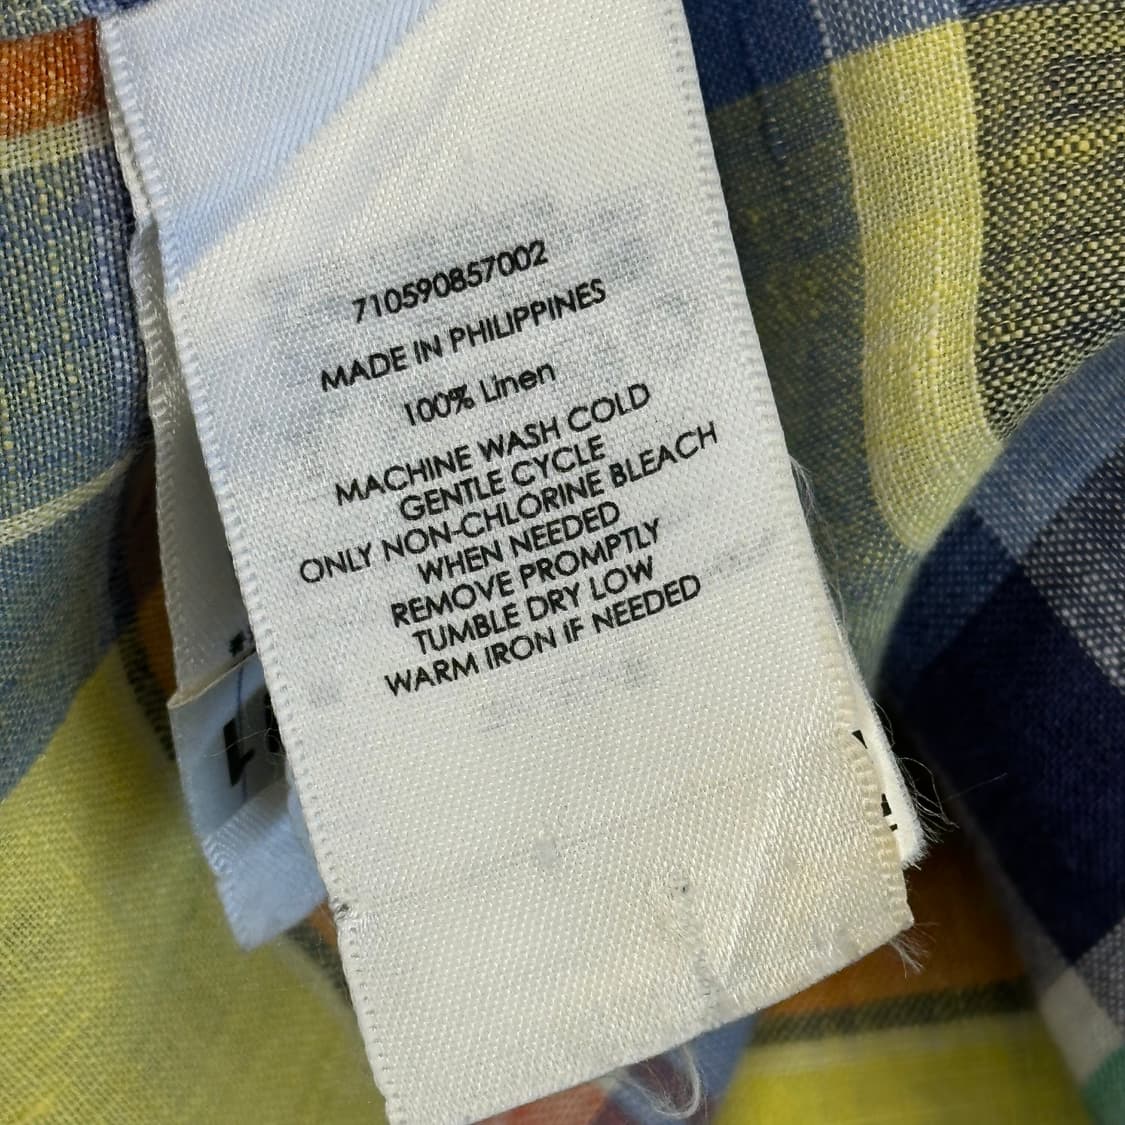 710590857002
MADE IN PHILIPPINES
100% Linen
MACHINE WASH COLD
GENTLE CYCLE
ONLY NON-CHLORINE BLEACH
WHEN NEEDED
REMOVE PROMPTLY
TUMBLE DRY LOW
WARM IRON IF NEEDED